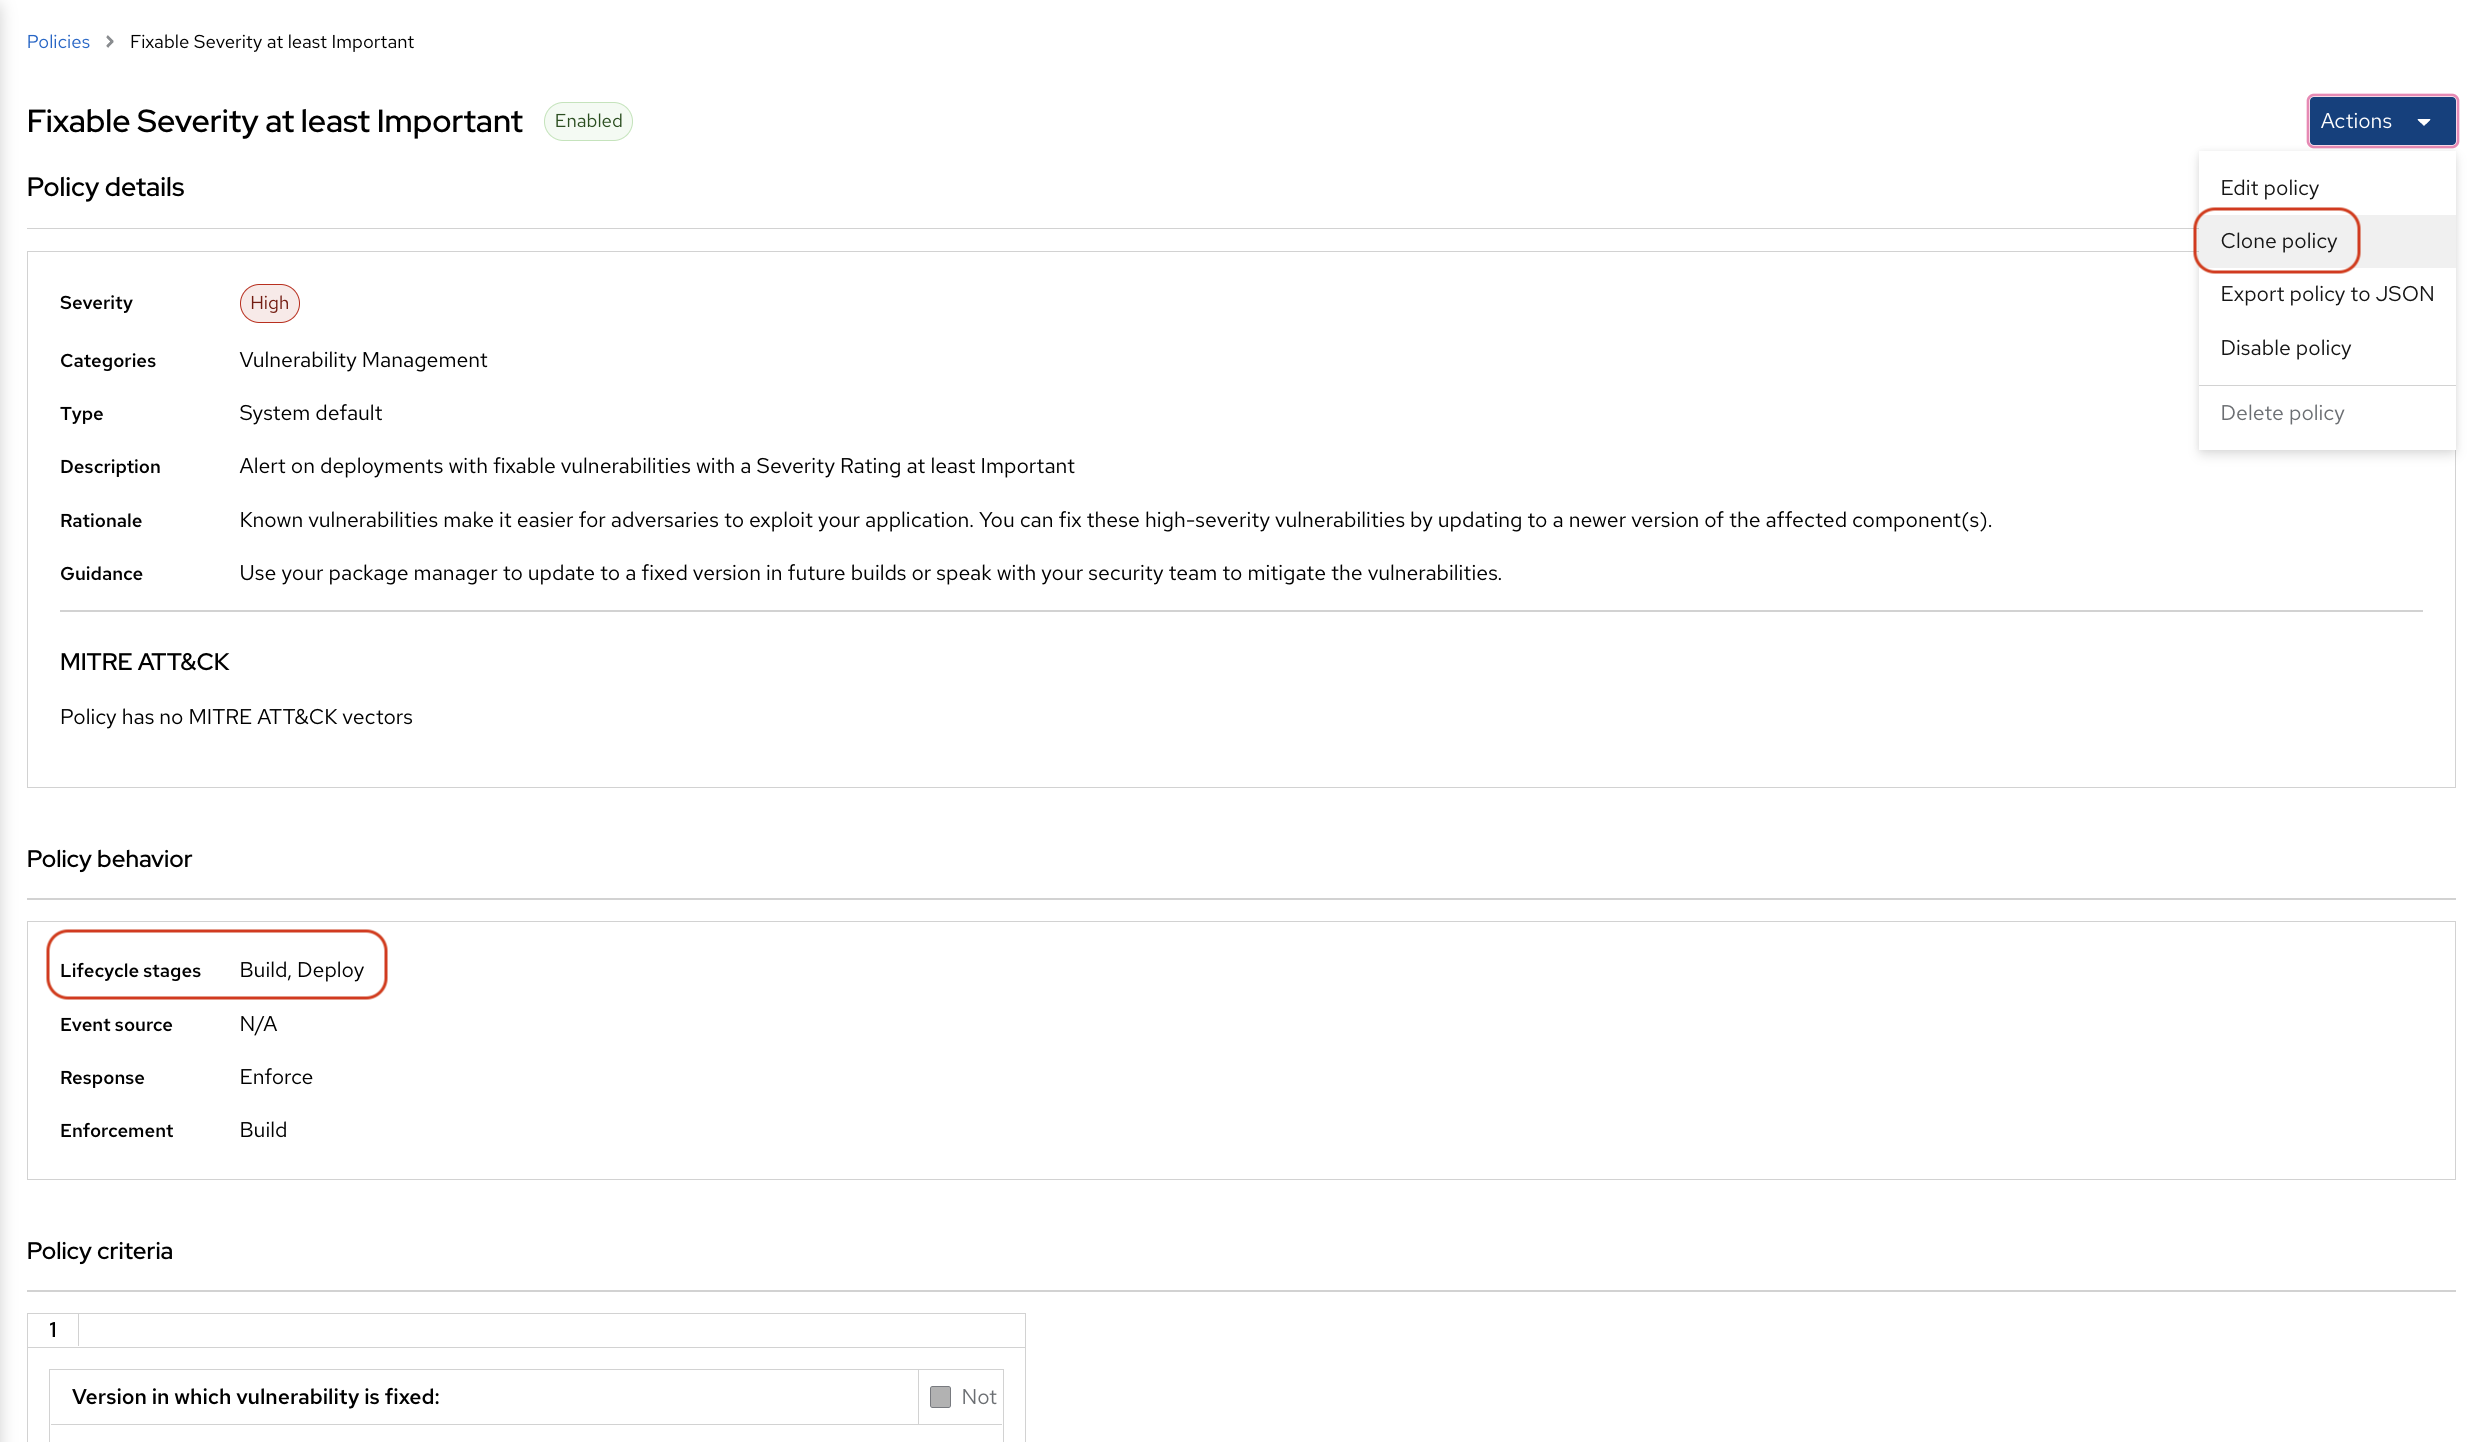 Policies > Fixable Severity at least Important
Fixable Severity at least Important Enabled
Actions
Edit policy
Clone policy
Export policy to JSON
Disable policy
Delete policy
Policy details
Severity High
Categories Vulnerability Management
Type System default
Description Alert on deployments with fixable vulnerabilities with a Severity Rating at least Important
Rationale Known vulnerabilities make it easier for adversaries to exploit your application. You can fix these high-severity vulnerabilities by updating to a newer version of the affected component(s).
Guidance Use your package manager to update to a fixed version in future builds or speak with your security team to mitigate the vulnerabilities.
MITRE ATT&CK
Policy has no MITRE ATT&CK vectors
Policy behavior
Lifecycle stages Build, Deploy
Event source N/A
Response Enforce
Enforcement Build
Policy criteria
1
Version in which vulnerability is fixed: Not